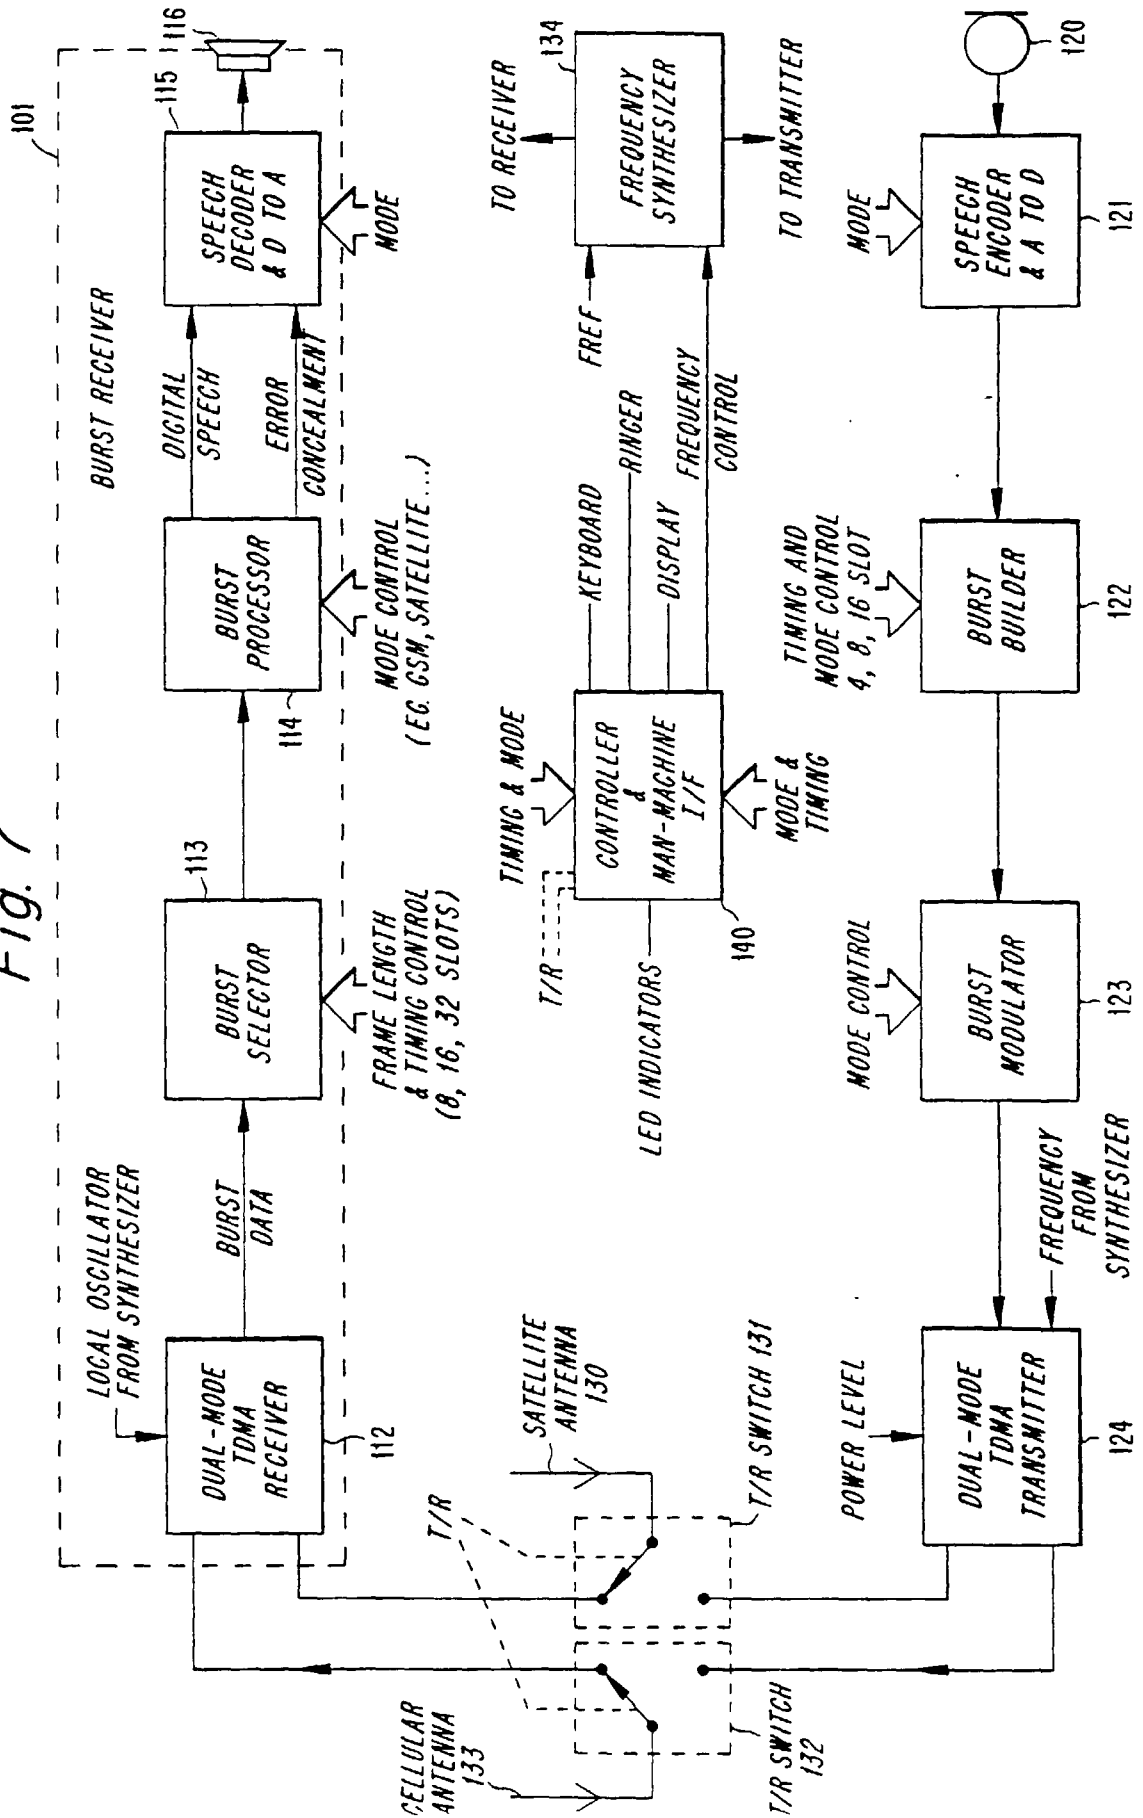 Fig. 7
101
BURST RECEIVER
LOCAL OSCILLATOR
FROM SYNTHESIZER
DUAL-MODE
TDMA
RECEIVER
112
BURST
DATA
BURST
SELECTOR
113
FRAME LENGTH
& TIMING CONTROL
(8, 16, 32 SLOTS)
BURST
PROCESSOR
114
MODE CONTROL
(EG. GSM, SATELLITE...)
DIGITAL
SPEECH
ERROR
CONCEALMENT
SPEECH
DECODER
& D TO A
115
MODE
116
CELLULAR
ANTENNA
133
T/R
SATELLITE
ANTENNA
130
T/R SWITCH 131
T/R SWITCH
132
T/R
TIMING & MODE
CONTROLLER
&
MAN-MACHINE
I/F
140
LED INDICATORS
MODE &
TIMING
KEYBOARD
RINGER
DISPLAY
FREQUENCY
CONTROL
FREF
TO RECEIVER
FREQUENCY
SYNTHESIZER
134
TO TRANSMITTER
POWER LEVEL
DUAL-MODE
TDMA
TRANSMITTER
124
FREQUENCY
FROM
SYNTHESIZER
MODE CONTROL
BURST
MODULATOR
123
TIMING AND
MODE CONTROL
4, 8, 16 SLOT
BURST
BUILDER
122
MODE
SPEECH
ENCODER
& A TO D
121
120